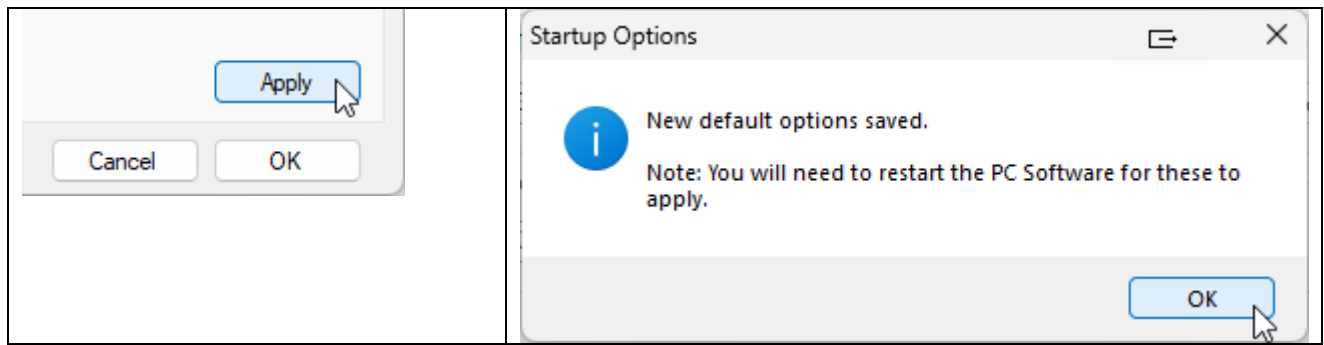 Apply
Cancel
OK
Startup Options
New default options saved.
Note: You will need to restart the PC Software for these to
apply.
OK